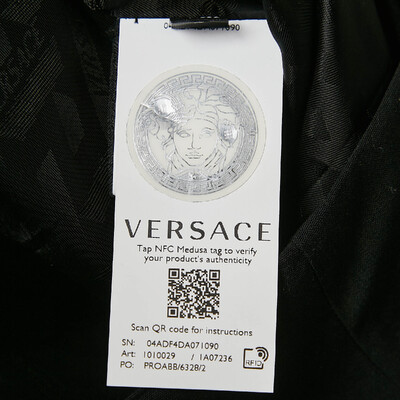 VERSACE
Tap NFC Medusa tag to verify
your product's authenticity
Scan QR code for instructions
SN: 04ADF4DA071090
Art: 1010029 / 1A07236
PO: PROABB/6328/2
RFID